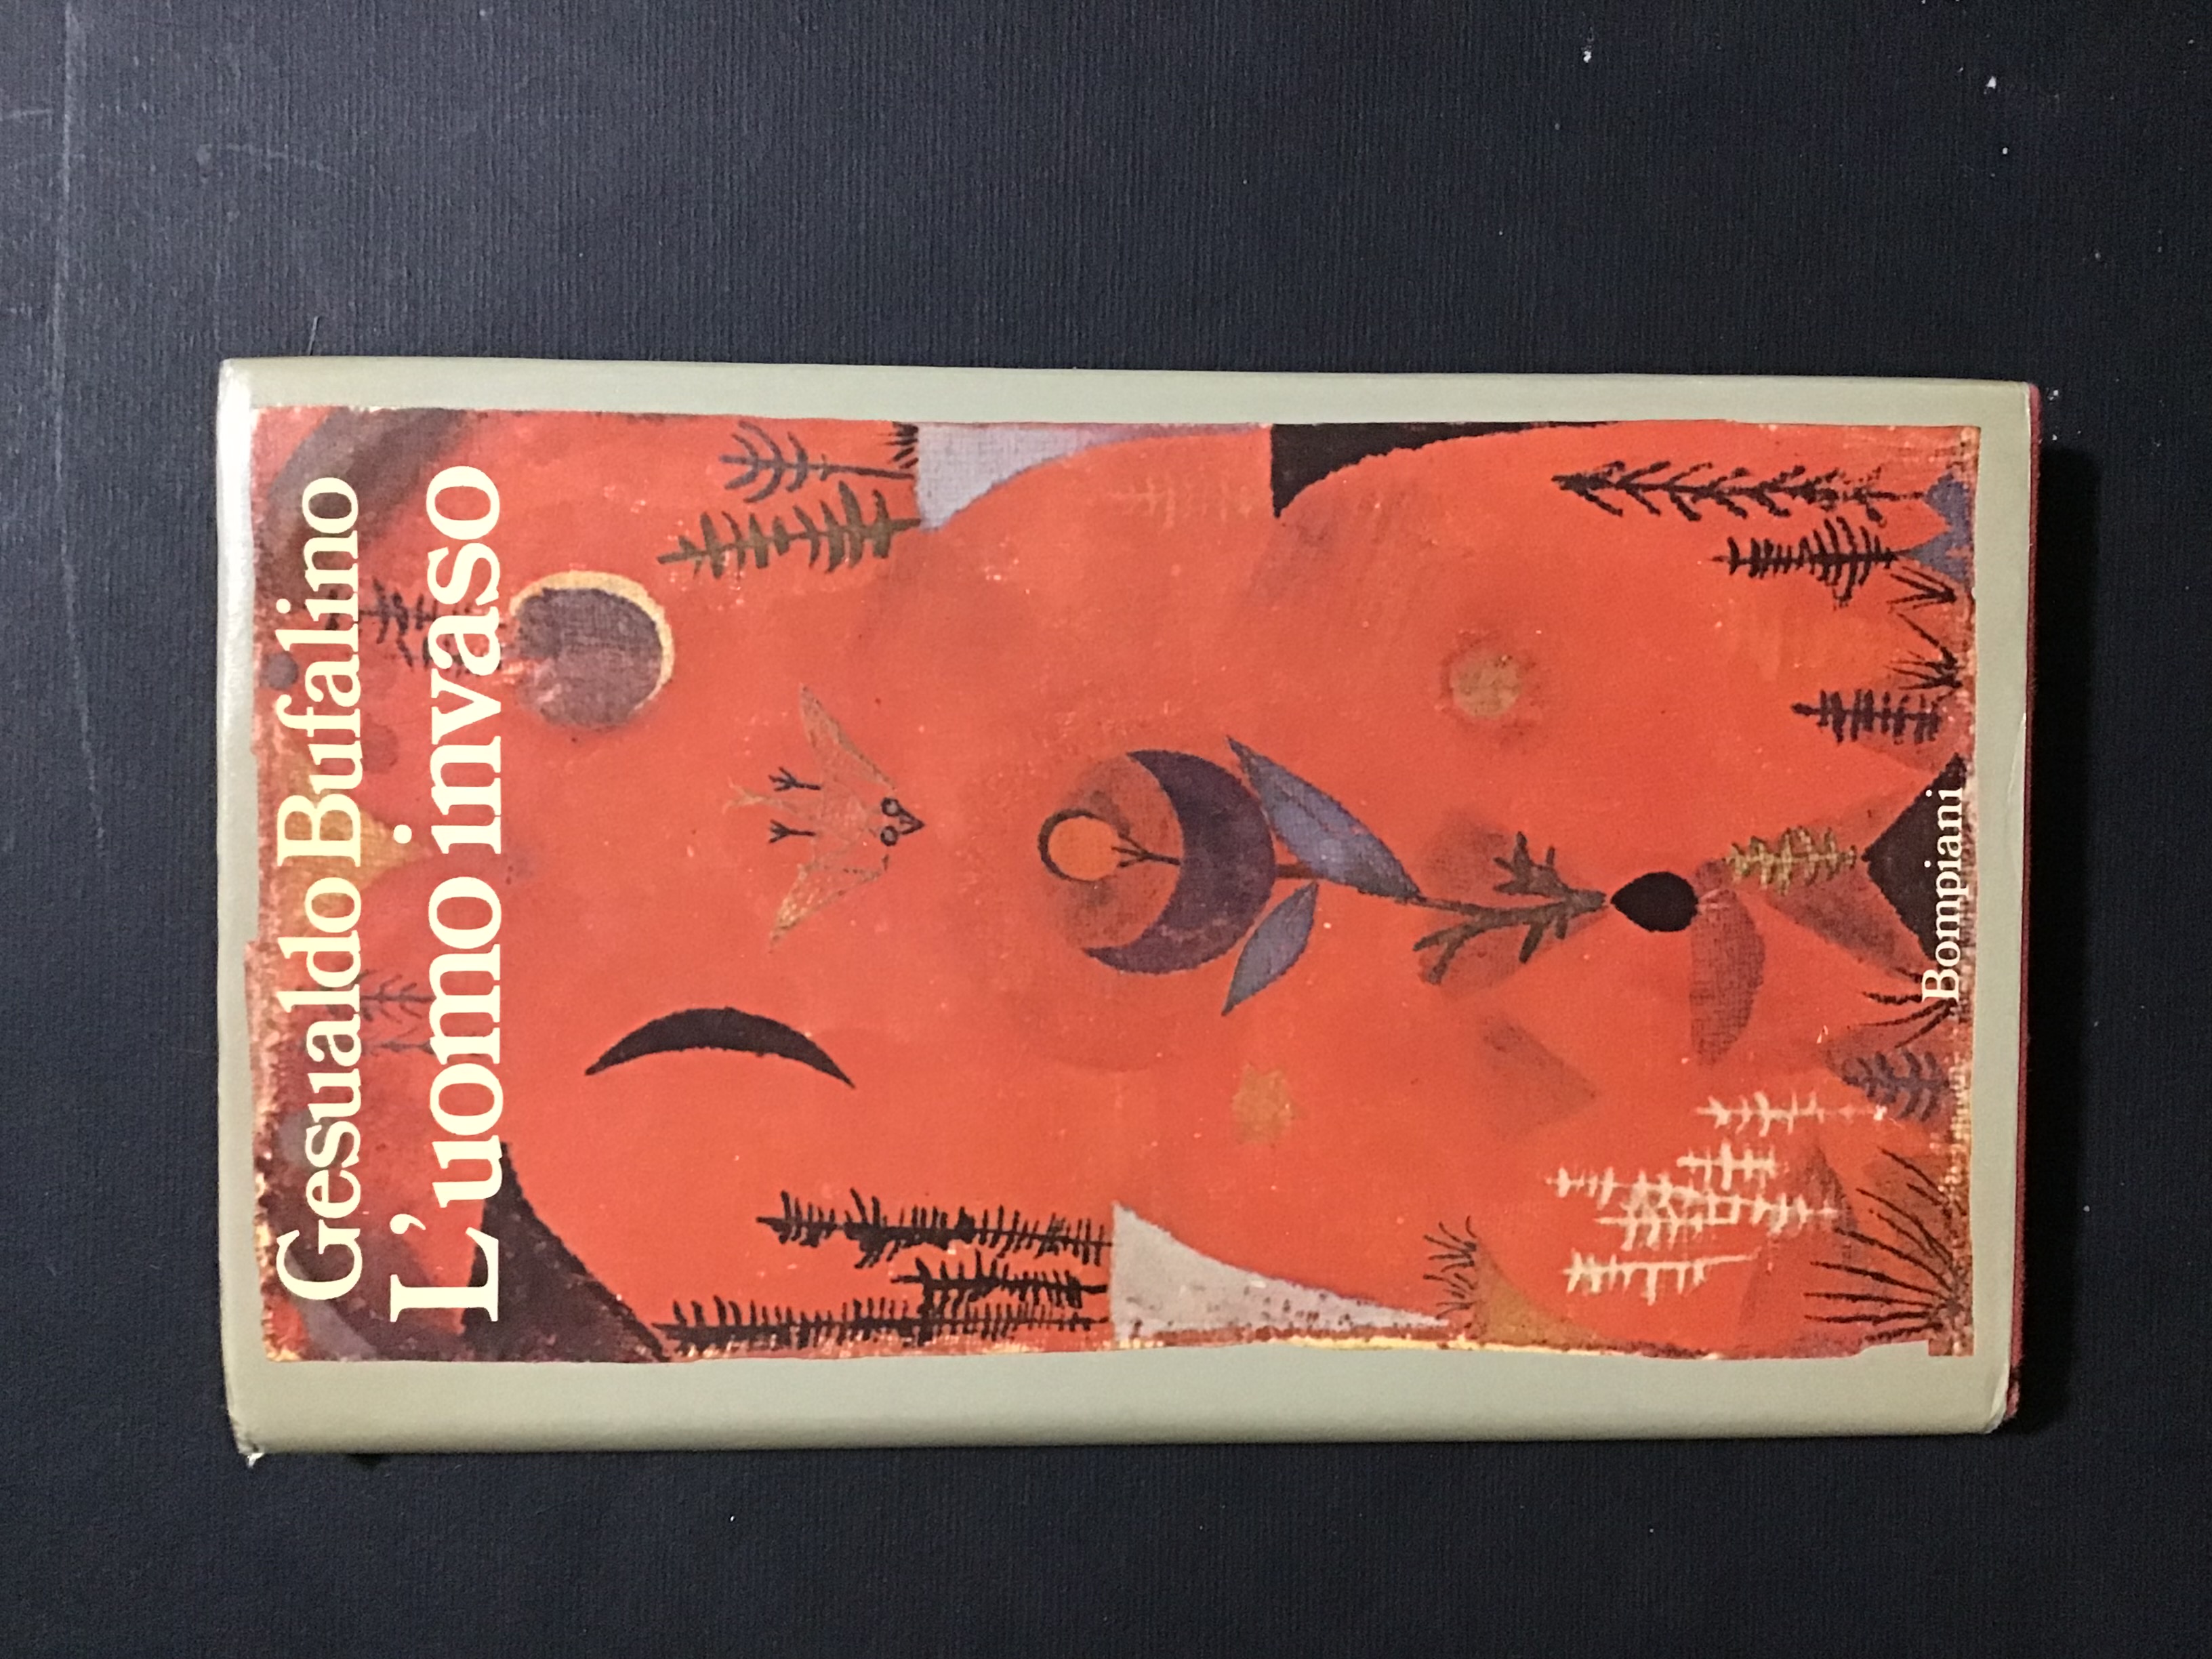 Gesualdo Bufalino
L'uomo invaso
Bompiani